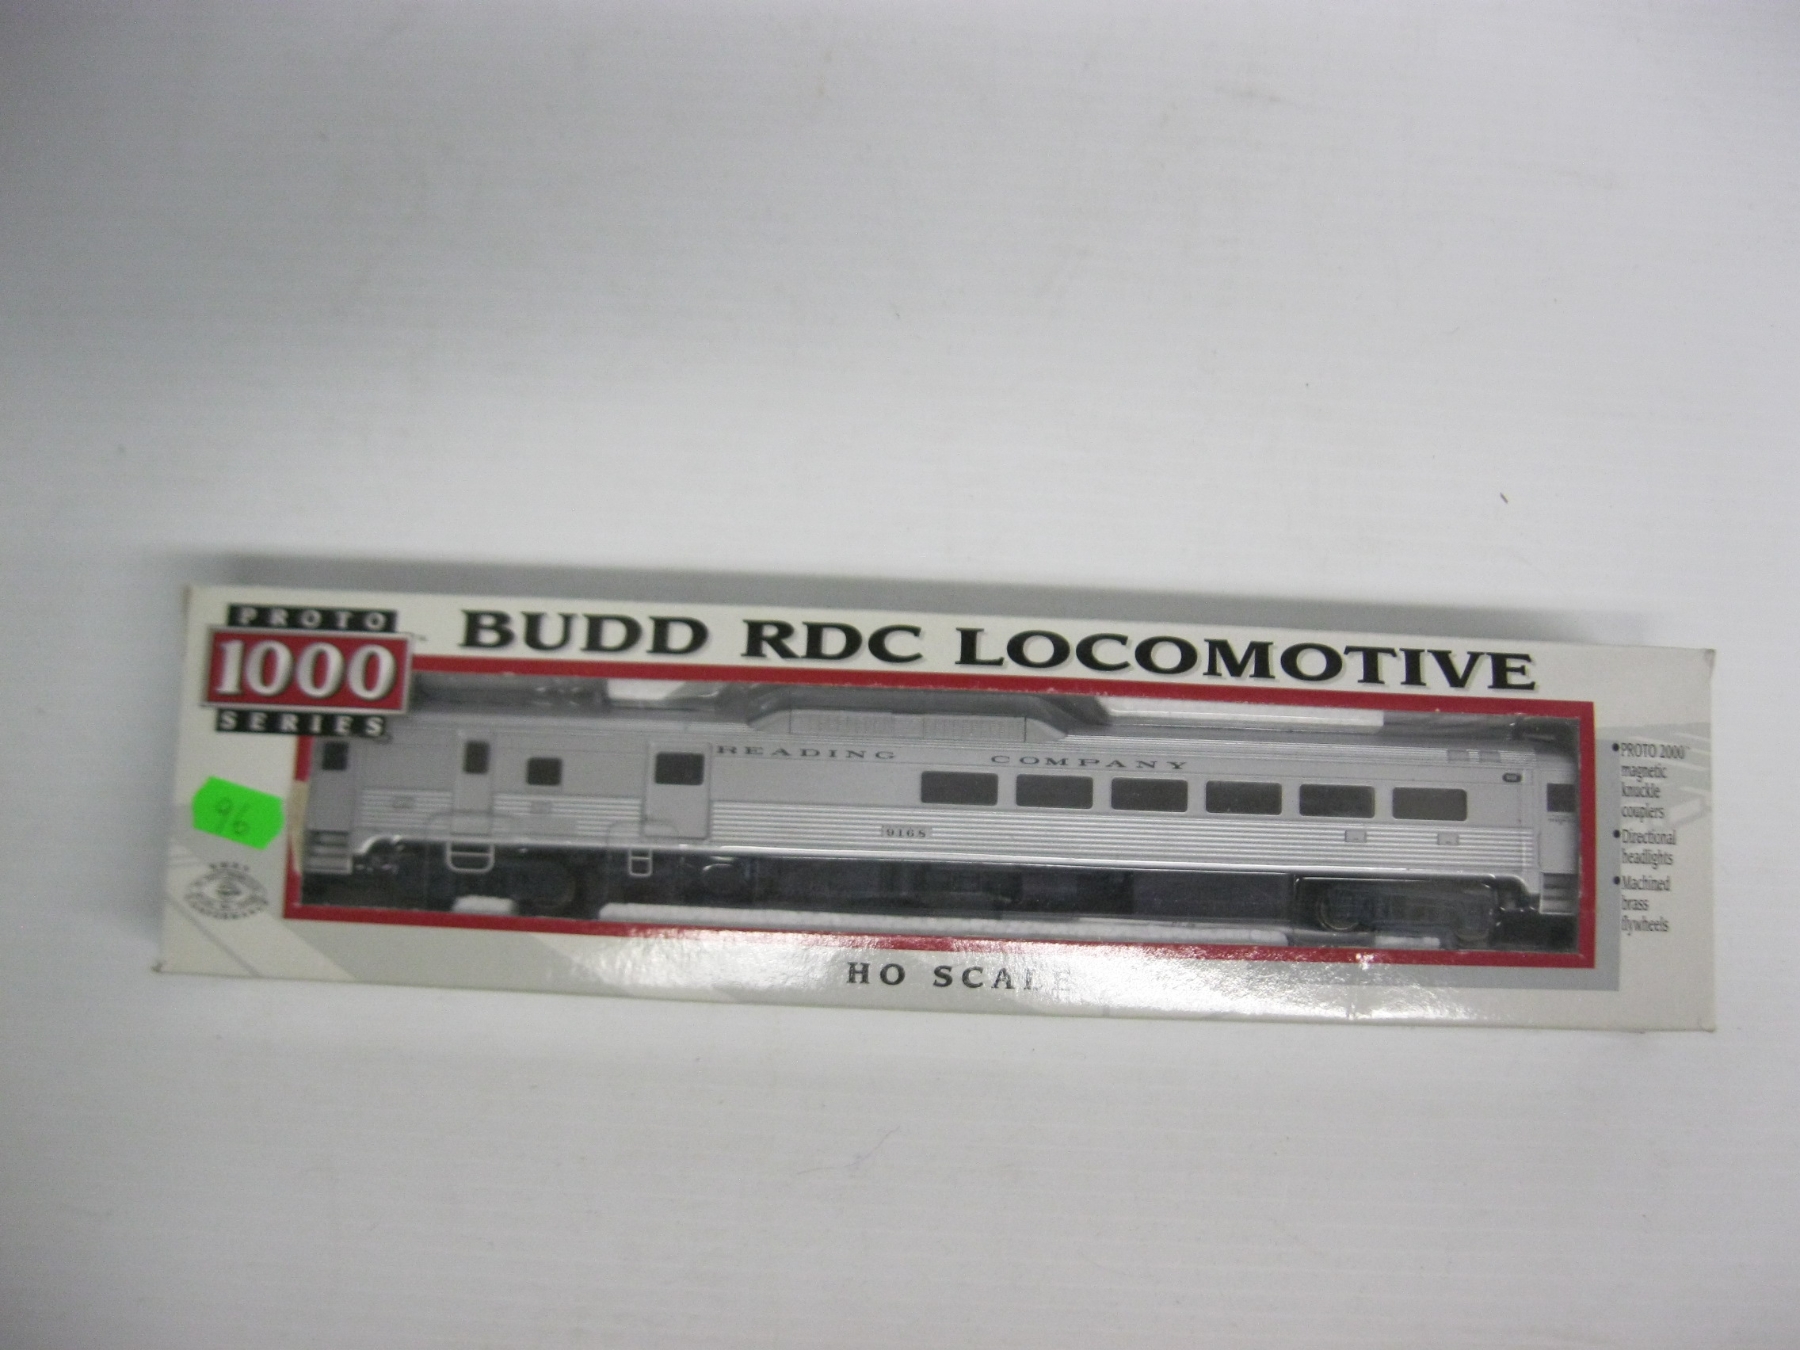 PROTO
1000
SERIES
BUDD RDC LOCOMOTIVE
READING COMPANY
9168
96
• PROTO 2000™
magnetic
knuckle
couplers
• Directional
headlights
• Machined
brass
flywheels
HO SCALE